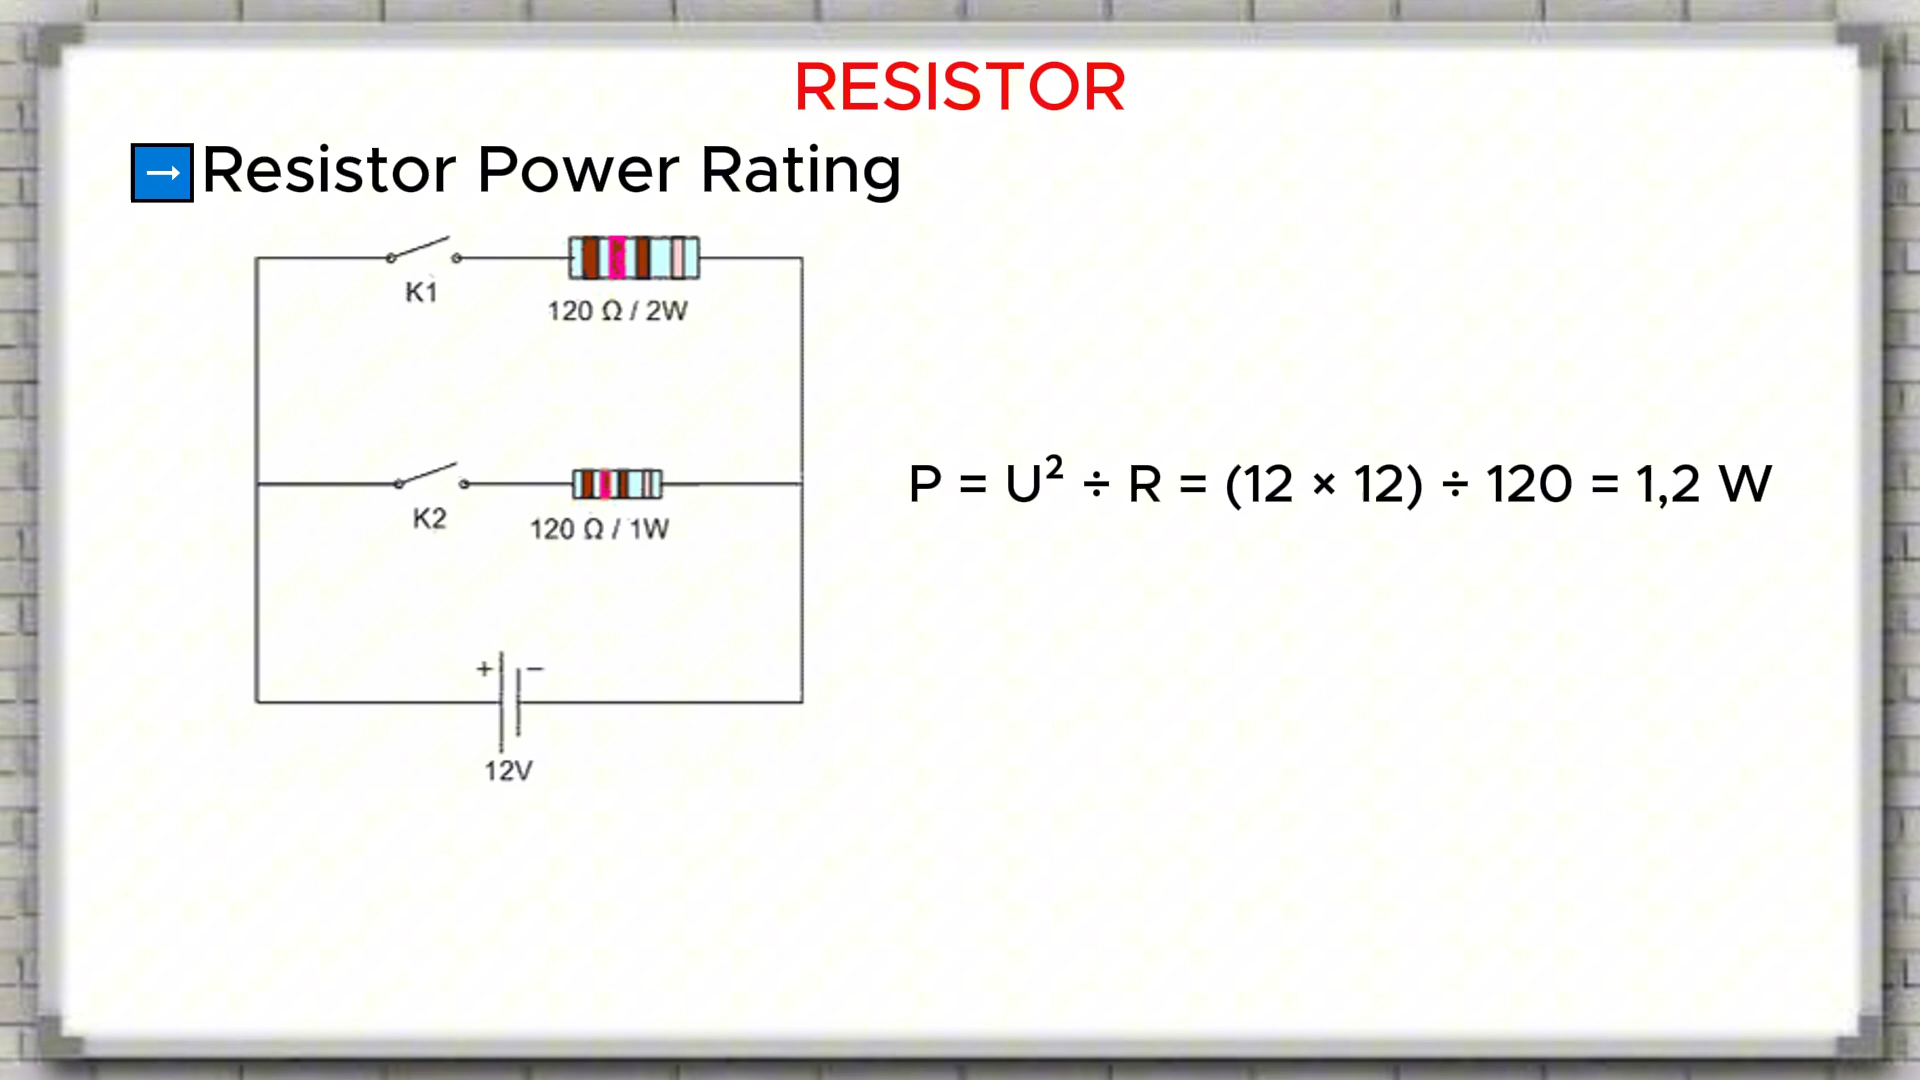 RESISTOR
→ Resistor Power Rating
K1
120 Ω / 2W
K2
120 Ω / 1W
P = U² ÷ R = (12 × 12) ÷ 120 = 1,2 W
+ −
12V